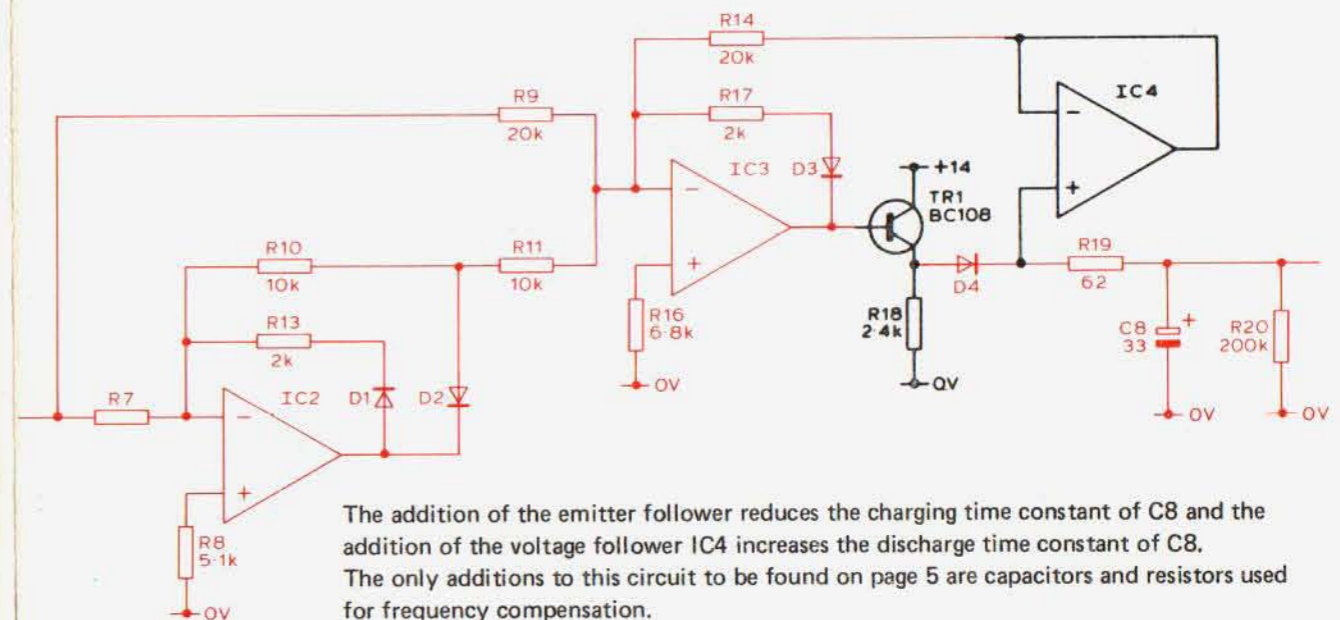 R14
20k
R9
20k
R17
2k
IC4
−
+
IC3
D3
−
+
+14
TR1
BC108
R10
10k
R11
10k
R19
62
D4
R13
2k
R16
6·8k
R18
2·4k
C8
33
+
R20
200k
IC2
D1
D2
0V
0V
0V
0V
R7
−
+
R8
5·1k
0V
The addition of the emitter follower reduces the charging time constant of C8 and the
addition of the voltage follower IC4 increases the discharge time constant of C8.
The only additions to this circuit to be found on page 5 are capacitors and resistors used
for frequency compensation.